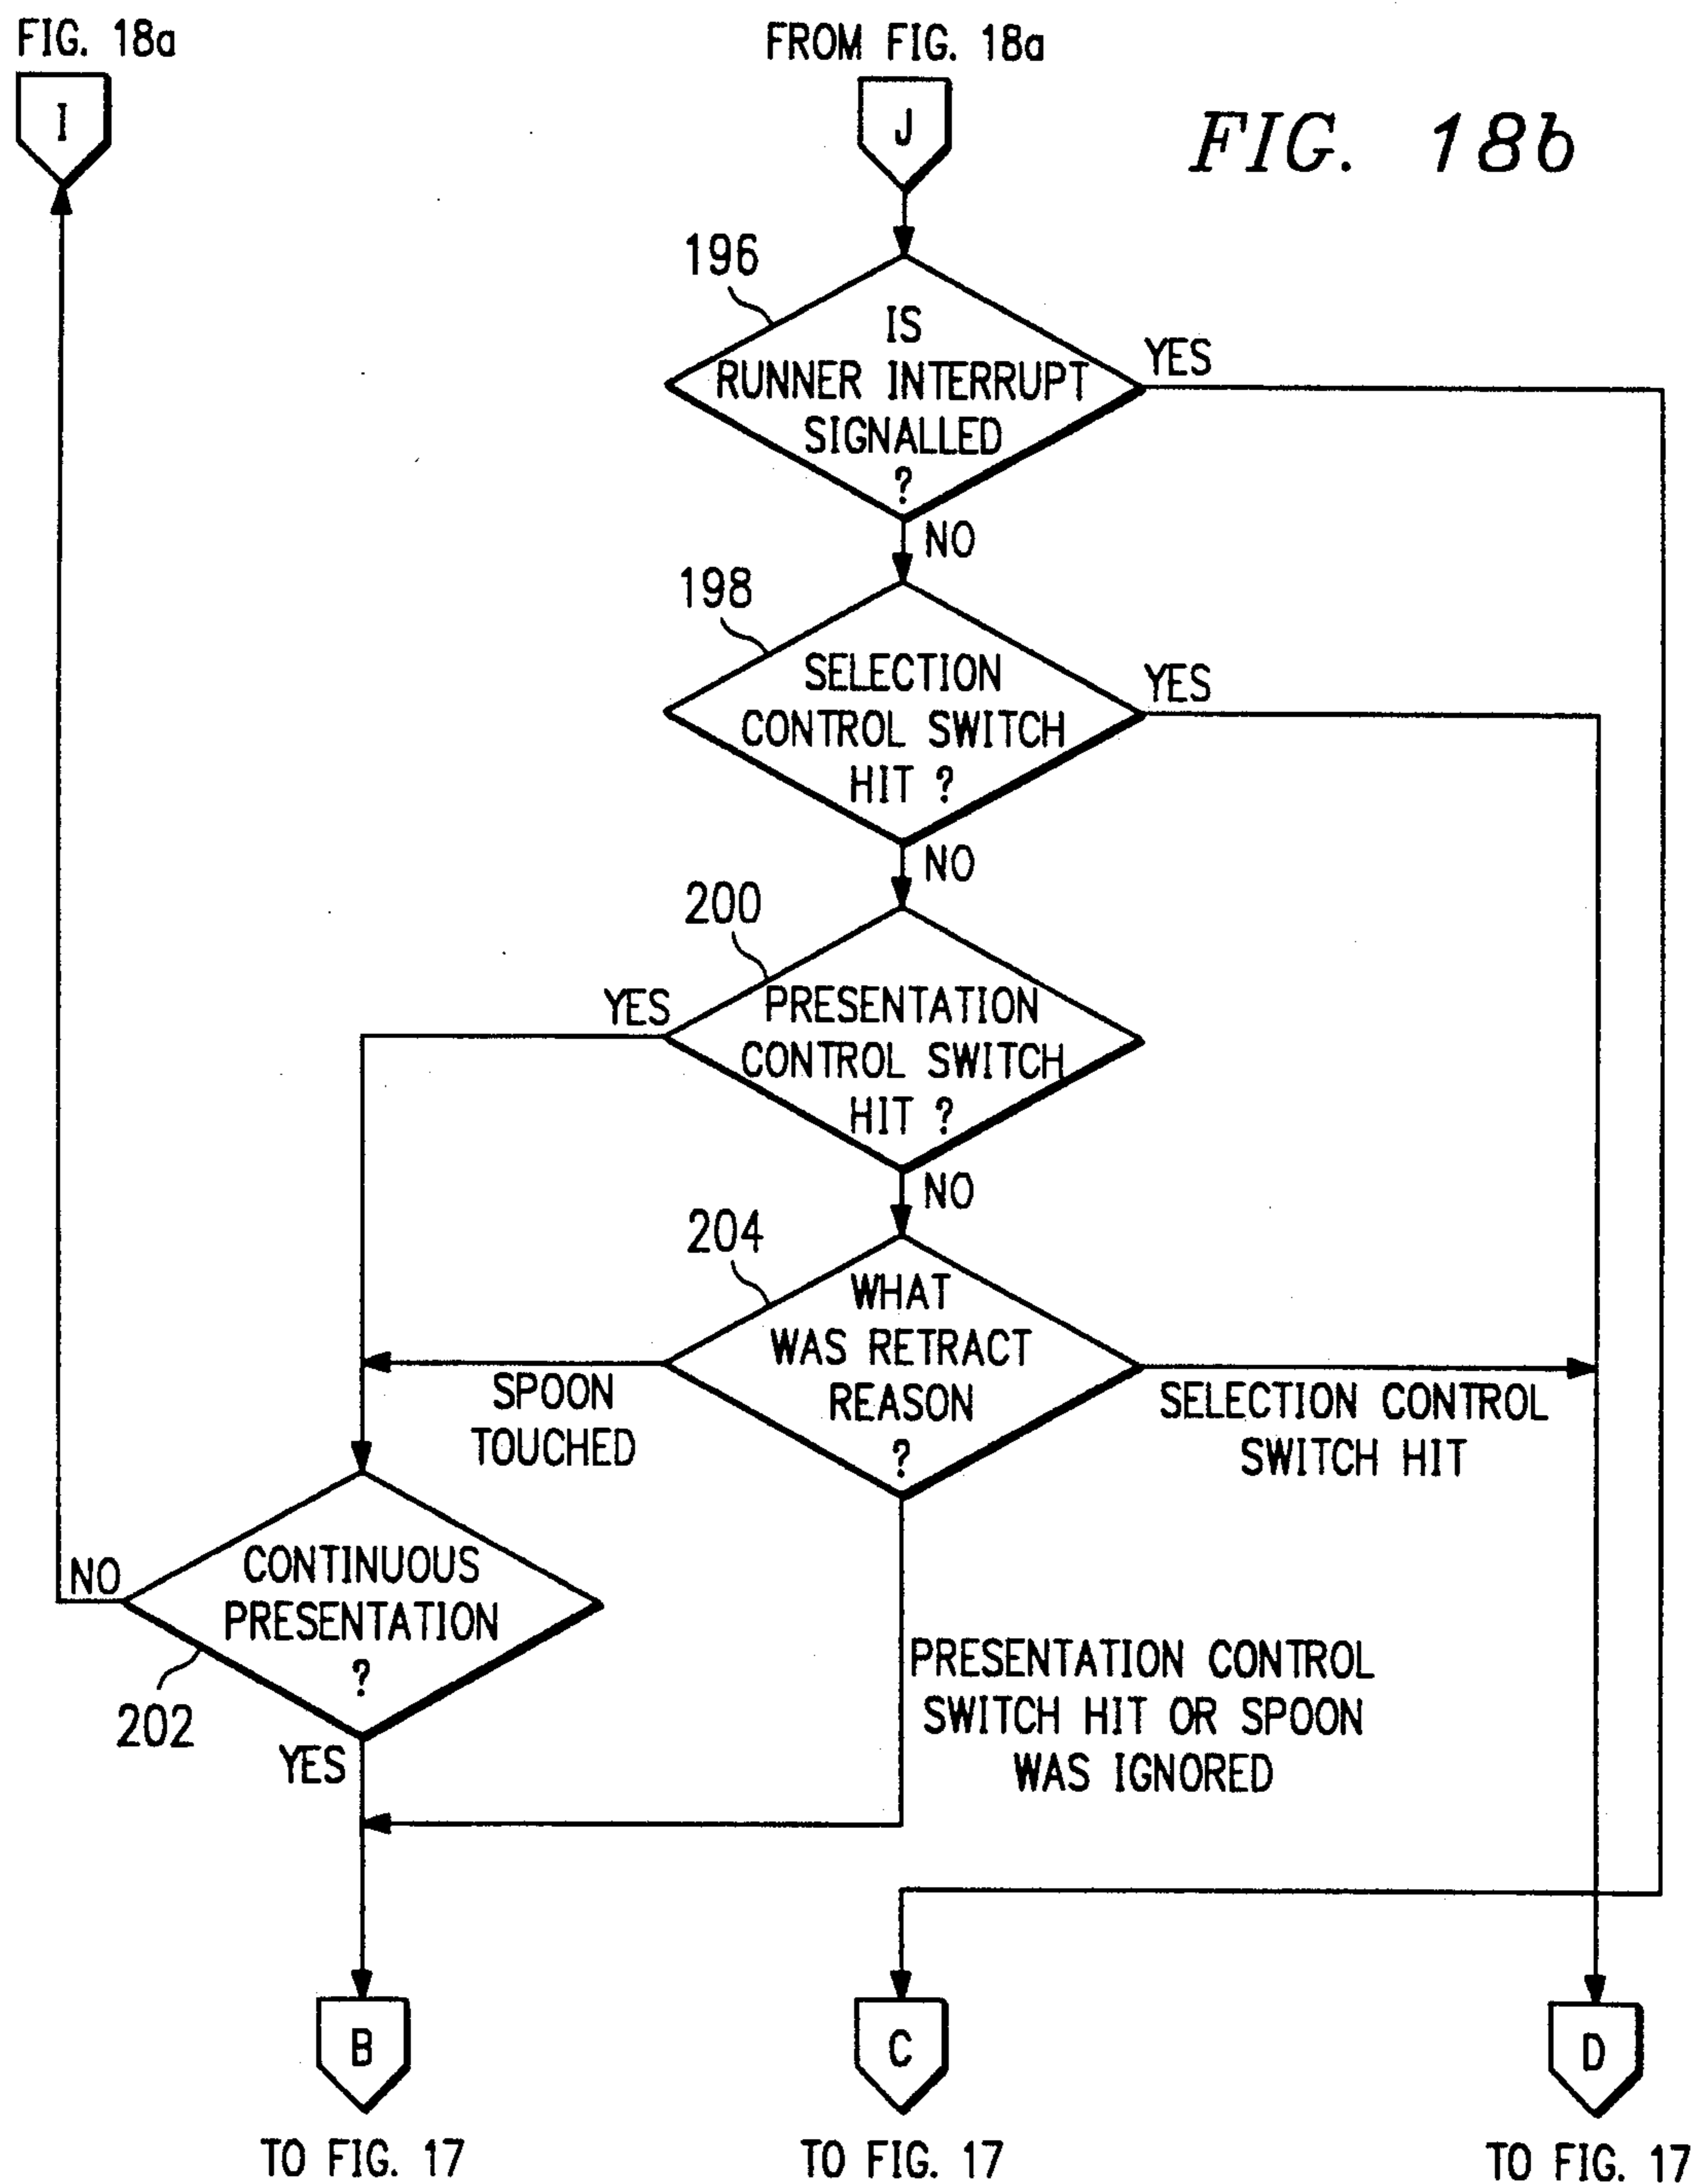 FIG. 18a
FROM FIG. 18a
I
J
FIG. 18b
196
IS
RUNNER INTERRUPT
SIGNALLED
?
YES
NO
198
SELECTION
CONTROL SWITCH
HIT ?
YES
NO
200
YES
PRESENTATION
CONTROL SWITCH
HIT ?
NO
204
WHAT
WAS RETRACT
REASON
?
SPOON
TOUCHED
SELECTION CONTROL
SWITCH HIT
NO
CONTINUOUS
PRESENTATION
?
202
YES
PRESENTATION CONTROL
SWITCH HIT OR SPOON
WAS IGNORED
B
C
D
TO FIG. 17
TO FIG. 17
TO FIG. 17